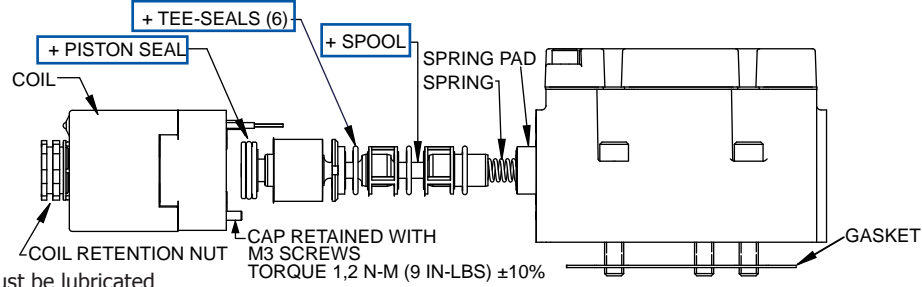 + TEE-SEALS (6)
+ SPOOL
+ PISTON SEAL
SPRING PAD
COIL
SPRING
COIL RETENTION NUT
CAP RETAINED WITH
M3 SCREWS
TORQUE 1,2 N-M (9 IN-LBS) ±10%
GASKET
be lubricated